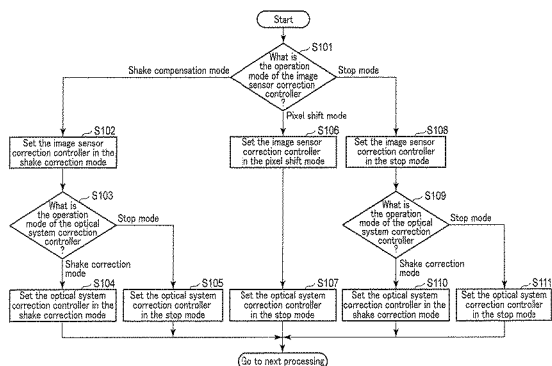 Start
S101
What is
the operation
mode of the image
sensor correction
controller
?
Shake compensation mode
Stop mode
Pixel shift mode
S102
Set the image sensor
correction controller in the
shake correction mode
S106
Set the image sensor
correction controller
in the pixel shift mode
S108
Set the image sensor
correction controller
in the stop mode
S103
What is
the operation
mode of the optical
system correction
controller
?
Stop mode
Shake correction
mode
S109
What is
the operation
mode of the optical
system correction
controller
?
Stop mode
Shake correction
mode
S104
Set the optical system
correction controller in the
shake correction mode
S105
Set the optical system
correction controller
in the stop mode
S107
Set the optical system
correction controller
in the stop mode
S110
Set the optical system
correction controller in the
shake correction mode
S111
Set the optical system
correction controller
in the stop mode
Go to next processing